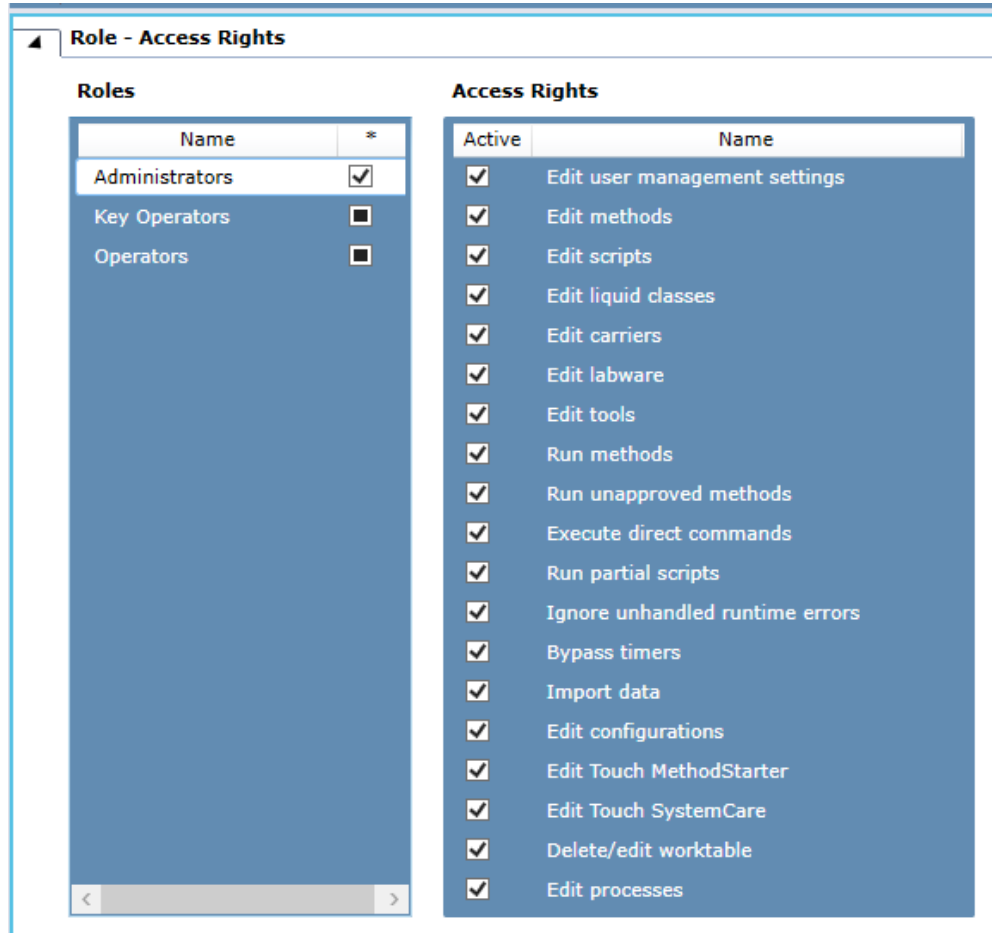 Role - Access Rights
Roles
Name *
Administrators
Key Operators
Operators
Access Rights
Active Name
Edit user management settings
Edit methods
Edit scripts
Edit liquid classes
Edit carriers
Edit labware
Edit tools
Run methods
Run unapproved methods
Execute direct commands
Run partial scripts
Ignore unhandled runtime errors
Bypass timers
Import data
Edit configurations
Edit Touch MethodStarter
Edit Touch SystemCare
Delete/edit worktable
Edit processes